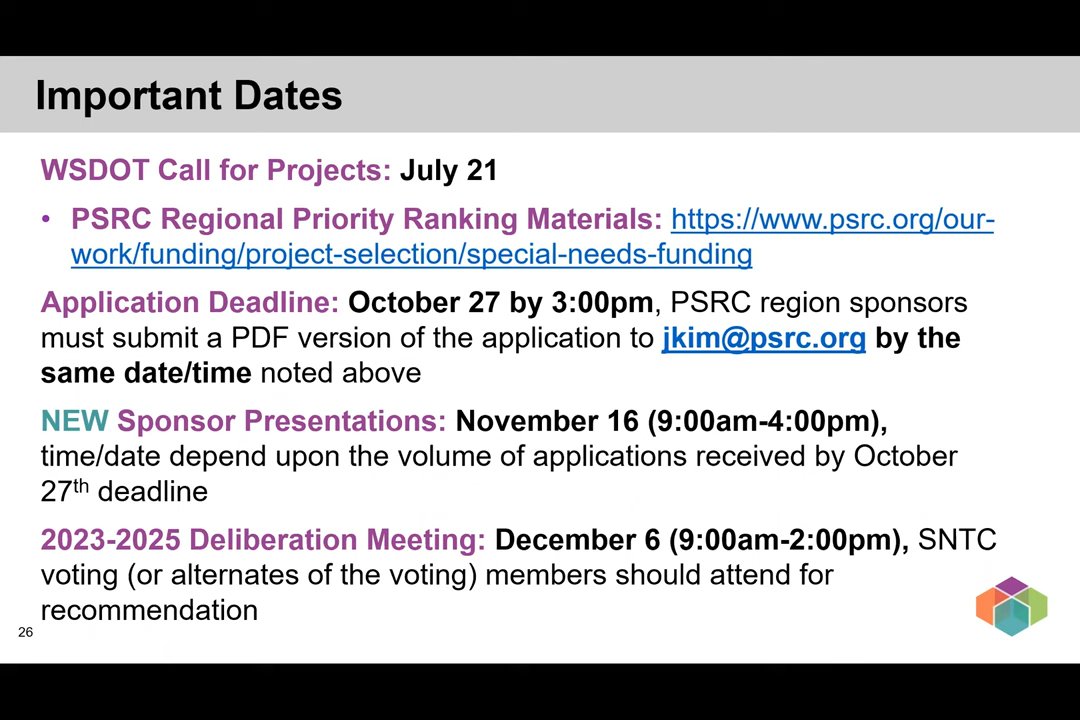 Important Dates
WSDOT Call for Projects: July 21
• PSRC Regional Priority Ranking Materials: https://www.psrc.org/our-
work/funding/project-selection/special-needs-funding
Application Deadline: October 27 by 3:00pm, PSRC region sponsors
must submit a PDF version of the application to jkim@psrc.org by the
same date/time noted above
NEW Sponsor Presentations: November 16 (9:00am-4:00pm),
time/date depend upon the volume of applications received by October
27th deadline
2023-2025 Deliberation Meeting: December 6 (9:00am-2:00pm), SNTC
voting (or alternates of the voting) members should attend for
recommendation
26